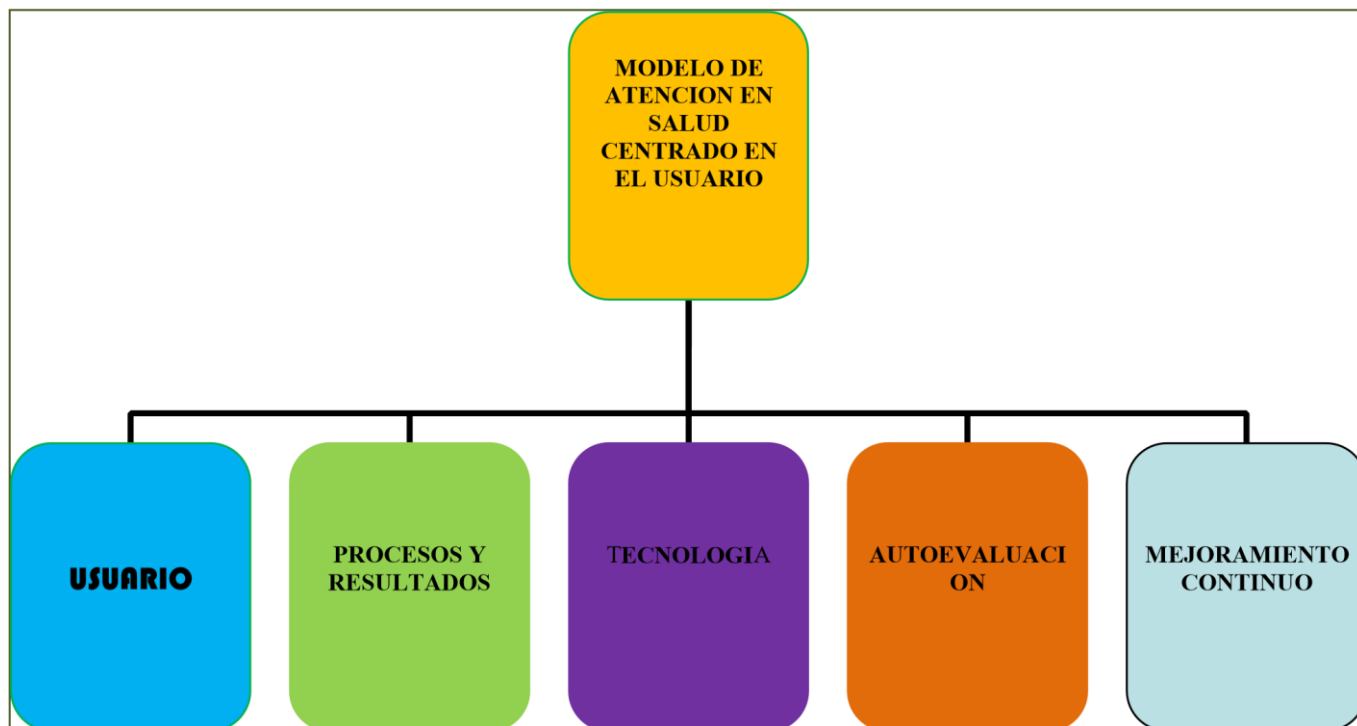 MODELO DE
ATENCION EN
SALUD
CENTRADO EN
EL USUARIO
USUARIO
PROCESOS Y
RESULTADOS
TECNOLOGIA
AUTOEVALUACI
ON
MEJORAMIENTO
CONTINUO